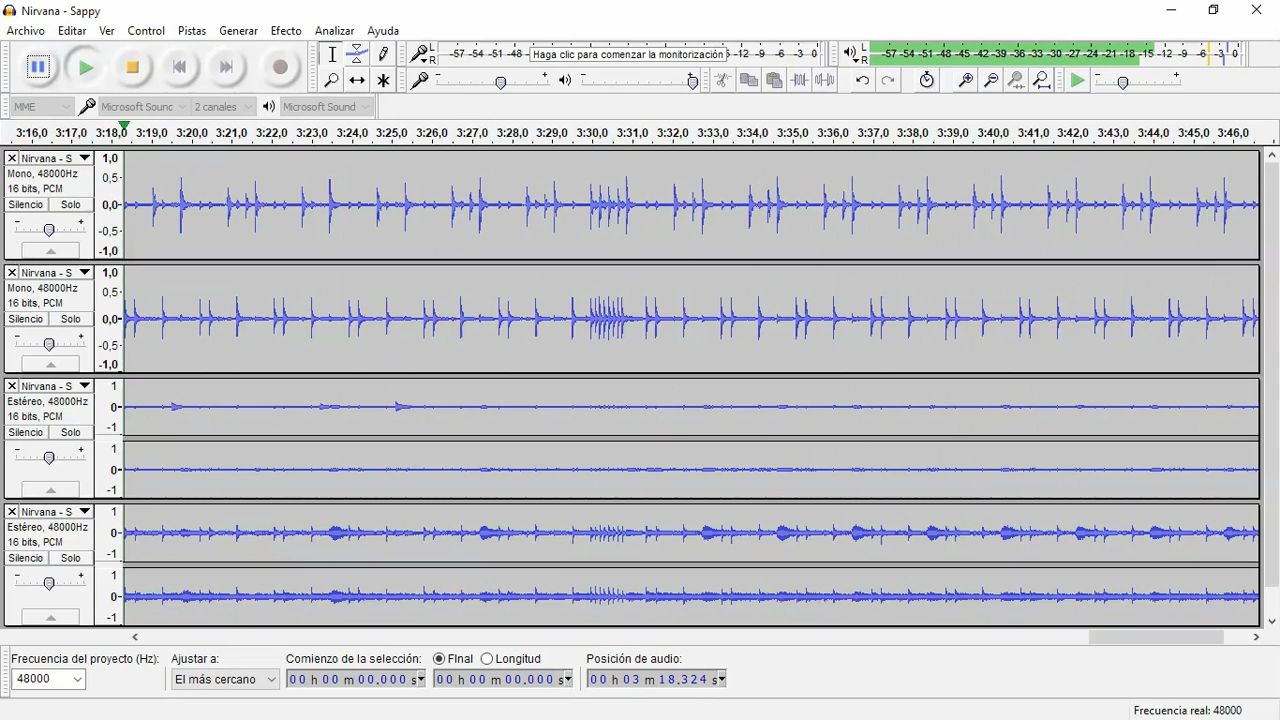 Nirvana - Sappy
Archivo Editar Ver Control Pistas Generar Efecto Analizar Ayuda
L R -57 -54 -51 -48 Haga clic para comenzar la monitorización -12 -9 -6 -3 0 L R -57 -54 -51 -48 -45 -42 -39 -36 -33 -30 -27 -24 -21 -18 -15 -12 -9 -6 -3 0
- + - + - +
MME Microsoft Sounc 2 canales Microsoft Sound
3:16,0 3:17,0 3:18,0 3:19,0 3:20,0 3:21,0 3:22,0 3:23,0 3:24,0 3:25,0 3:26,0 3:27,0 3:28,0 3:29,0 3:30,0 3:31,0 3:32,0 3:33,0 3:34,0 3:35,0 3:36,0 3:37,0 3:38,0 3:39,0 3:40,0 3:41,0 3:42,0 3:43,0 3:44,0 3:45,0 3:46,0
Nirvana - S 1,0
Mono, 48000Hz 0,5
16 bits, PCM
Silencio Solo 0,0
- + -0,5
-1,0
Nirvana - S 1,0
Mono, 48000Hz 0,5
16 bits, PCM
Silencio Solo 0,0
- + -0,5
-1,0
Nirvana - S 1
Estéreo, 48000Hz 0
16 bits, PCM
Silencio Solo -1
- + 1
0
-1
Nirvana - S 1
Estéreo, 48000Hz 0
16 bits, PCM
Silencio Solo -1
- + 1
0
-1
Frecuencia del proyecto (Hz): Ajustar a: Comienzo de la selección: FInal Longitud Posición de audio:
48000 El más cercano 00 h 00 m 00.000 s 00 h 00 m 00.000 s 00 h 03 m 18.324 s
Frecuencia real: 48000